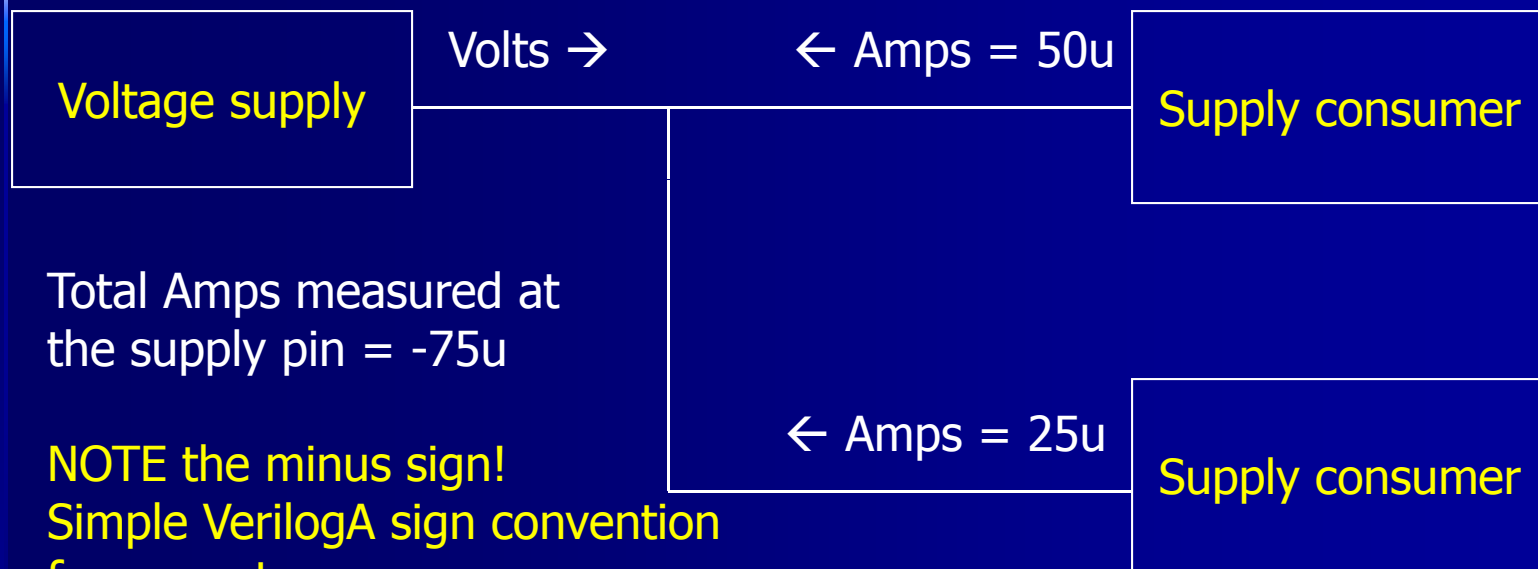 Volts → ← Amps = 50u
Voltage supply
Supply consumer
Total Amps measured at
the supply pin = -75u
← Amps = 25u
NOTE the minus sign!
Supply consumer
Simple VerilogA sign convention